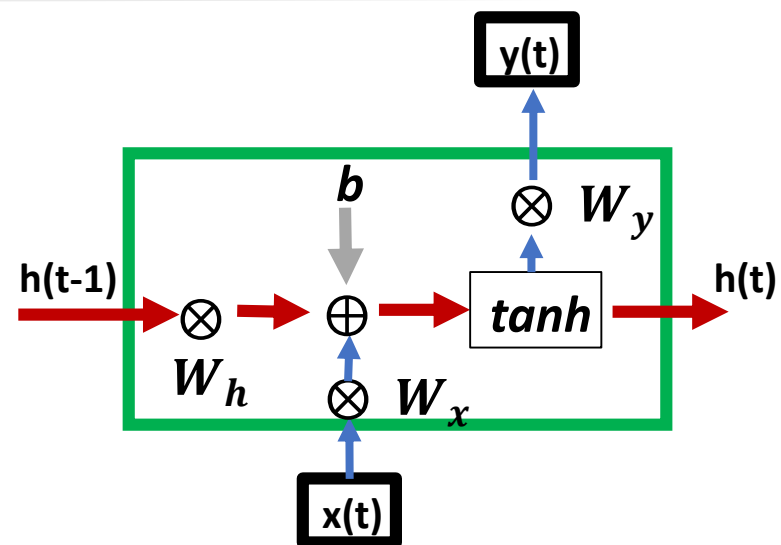 y(t)
b
W_y
h(t-1)
tanh
h(t)
W_h
W_x
x(t)